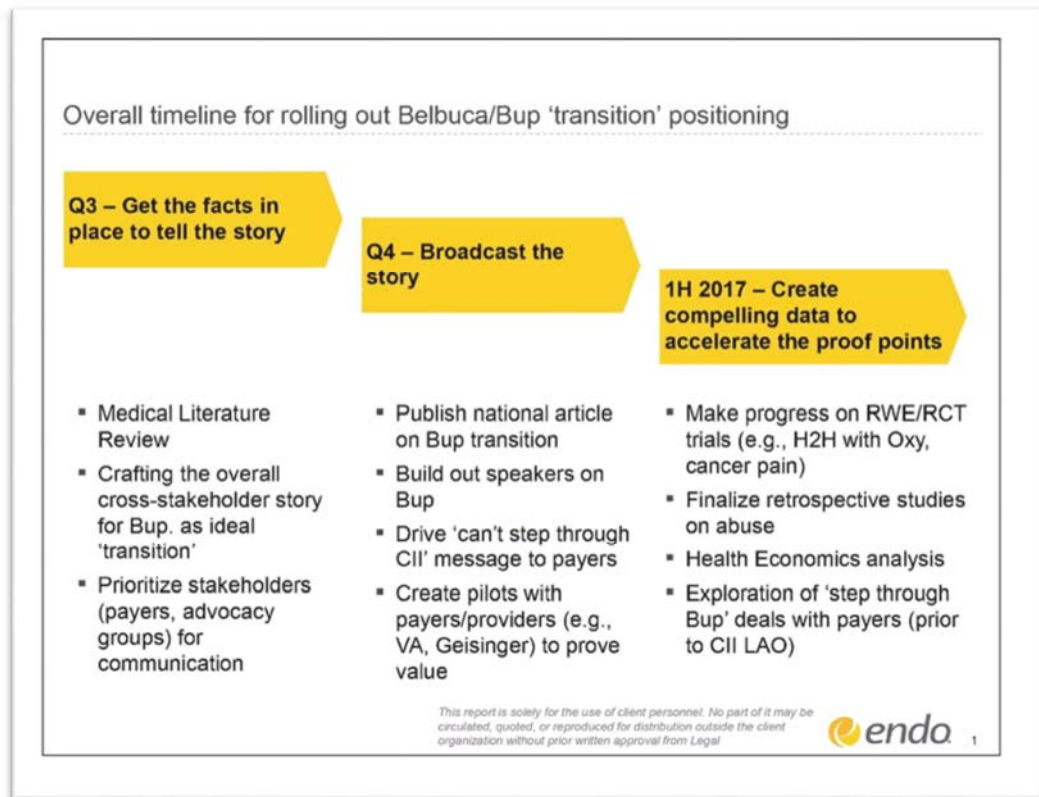 Overall timeline for rolling out Belbuca/Bup ‘transition’ positioning
Q3 – Get the facts in
place to tell the story
Q4 – Broadcast the
story
1H 2017 – Create
compelling data to
accelerate the proof points
▪ Medical Literature
Review
▪ Crafting the overall
cross-stakeholder story
for Bup. as ideal
‘transition’
▪ Prioritize stakeholders
(payers, advocacy
groups) for
communication
▪ Publish national article
on Bup transition
▪ Build out speakers on
Bup
▪ Drive ‘can’t step through
CII’ message to payers
▪ Create pilots with
payers/providers (e.g.,
VA, Geisinger) to prove
value
▪ Make progress on RWE/RCT
trials (e.g., H2H with Oxy,
cancer pain)
▪ Finalize retrospective studies
on abuse
▪ Health Economics analysis
▪ Exploration of ‘step through
Bup’ deals with payers (prior
to CII LAO)
This report is solely for the use of client personnel. No part of it may be
circulated, quoted, or reproduced for distribution outside the client
organization without prior written approval from Legal
endo
1